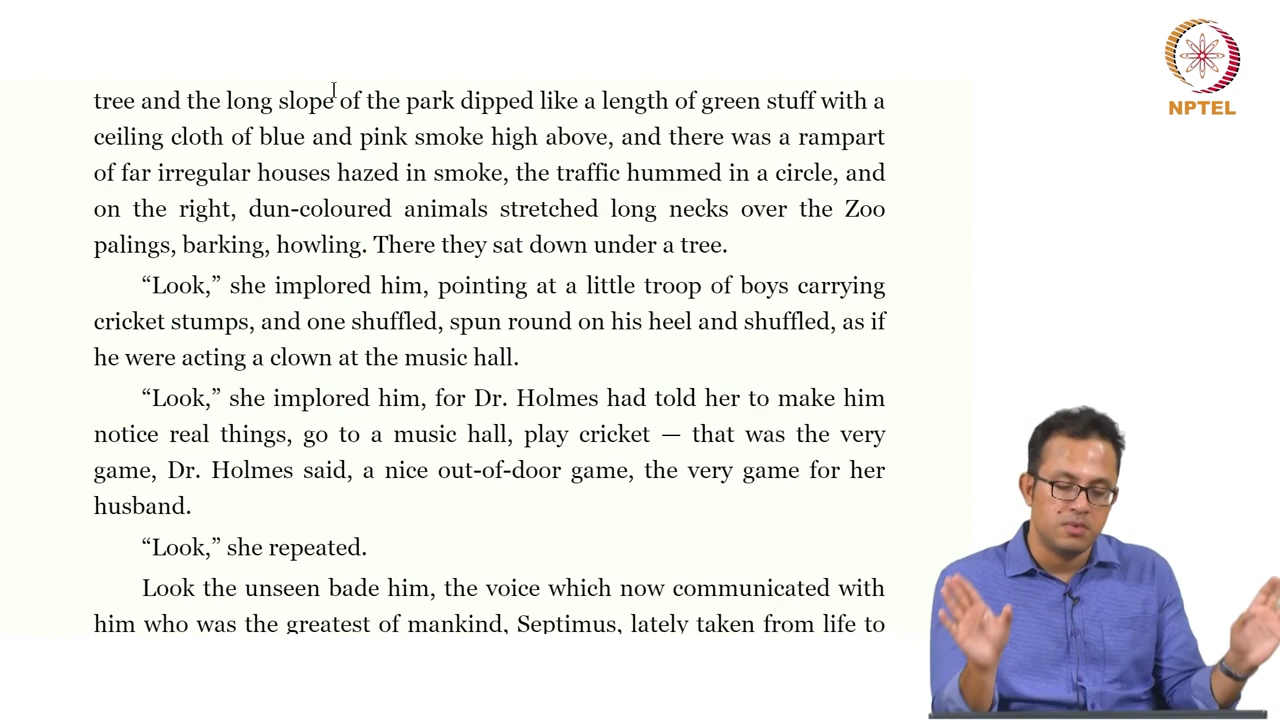 tree and the long slope of the park dipped like a length of green stuff with a
ceiling cloth of blue and pink smoke high above, and there was a rampart
of far irregular houses hazed in smoke, the traffic hummed in a circle, and
on the right, dun-coloured animals stretched long necks over the Zoo
palings, barking, howling. There they sat down under a tree.
“Look,” she implored him, pointing at a little troop of boys carrying
cricket stumps, and one shuffled, spun round on his heel and shuffled, as if
he were acting a clown at the music hall.
“Look,” she implored him, for Dr. Holmes had told her to make him
notice real things, go to a music hall, play cricket — that was the very
game, Dr. Holmes said, a nice out-of-door game, the very game for her
husband.
“Look,” she repeated.
Look the unseen bade him, the voice which now communicated with
him who was the greatest of mankind, Septimus, lately taken from life to
NPTEL